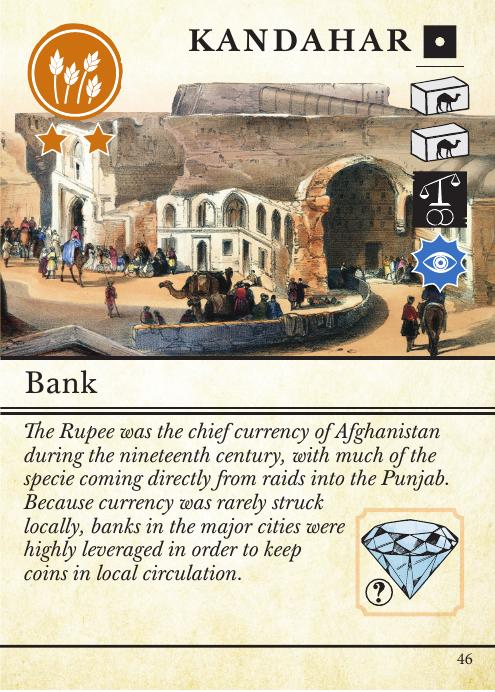 KANDAHAR
Bank
The Rupee was the chief currency of Afghanistan
during the nineteenth century, with much of the
specie coming directly from raids into the Punjab.
Because currency was rarely struck
locally, banks in the major cities were
highly leveraged in order to keep
coins in local circulation.
?
46